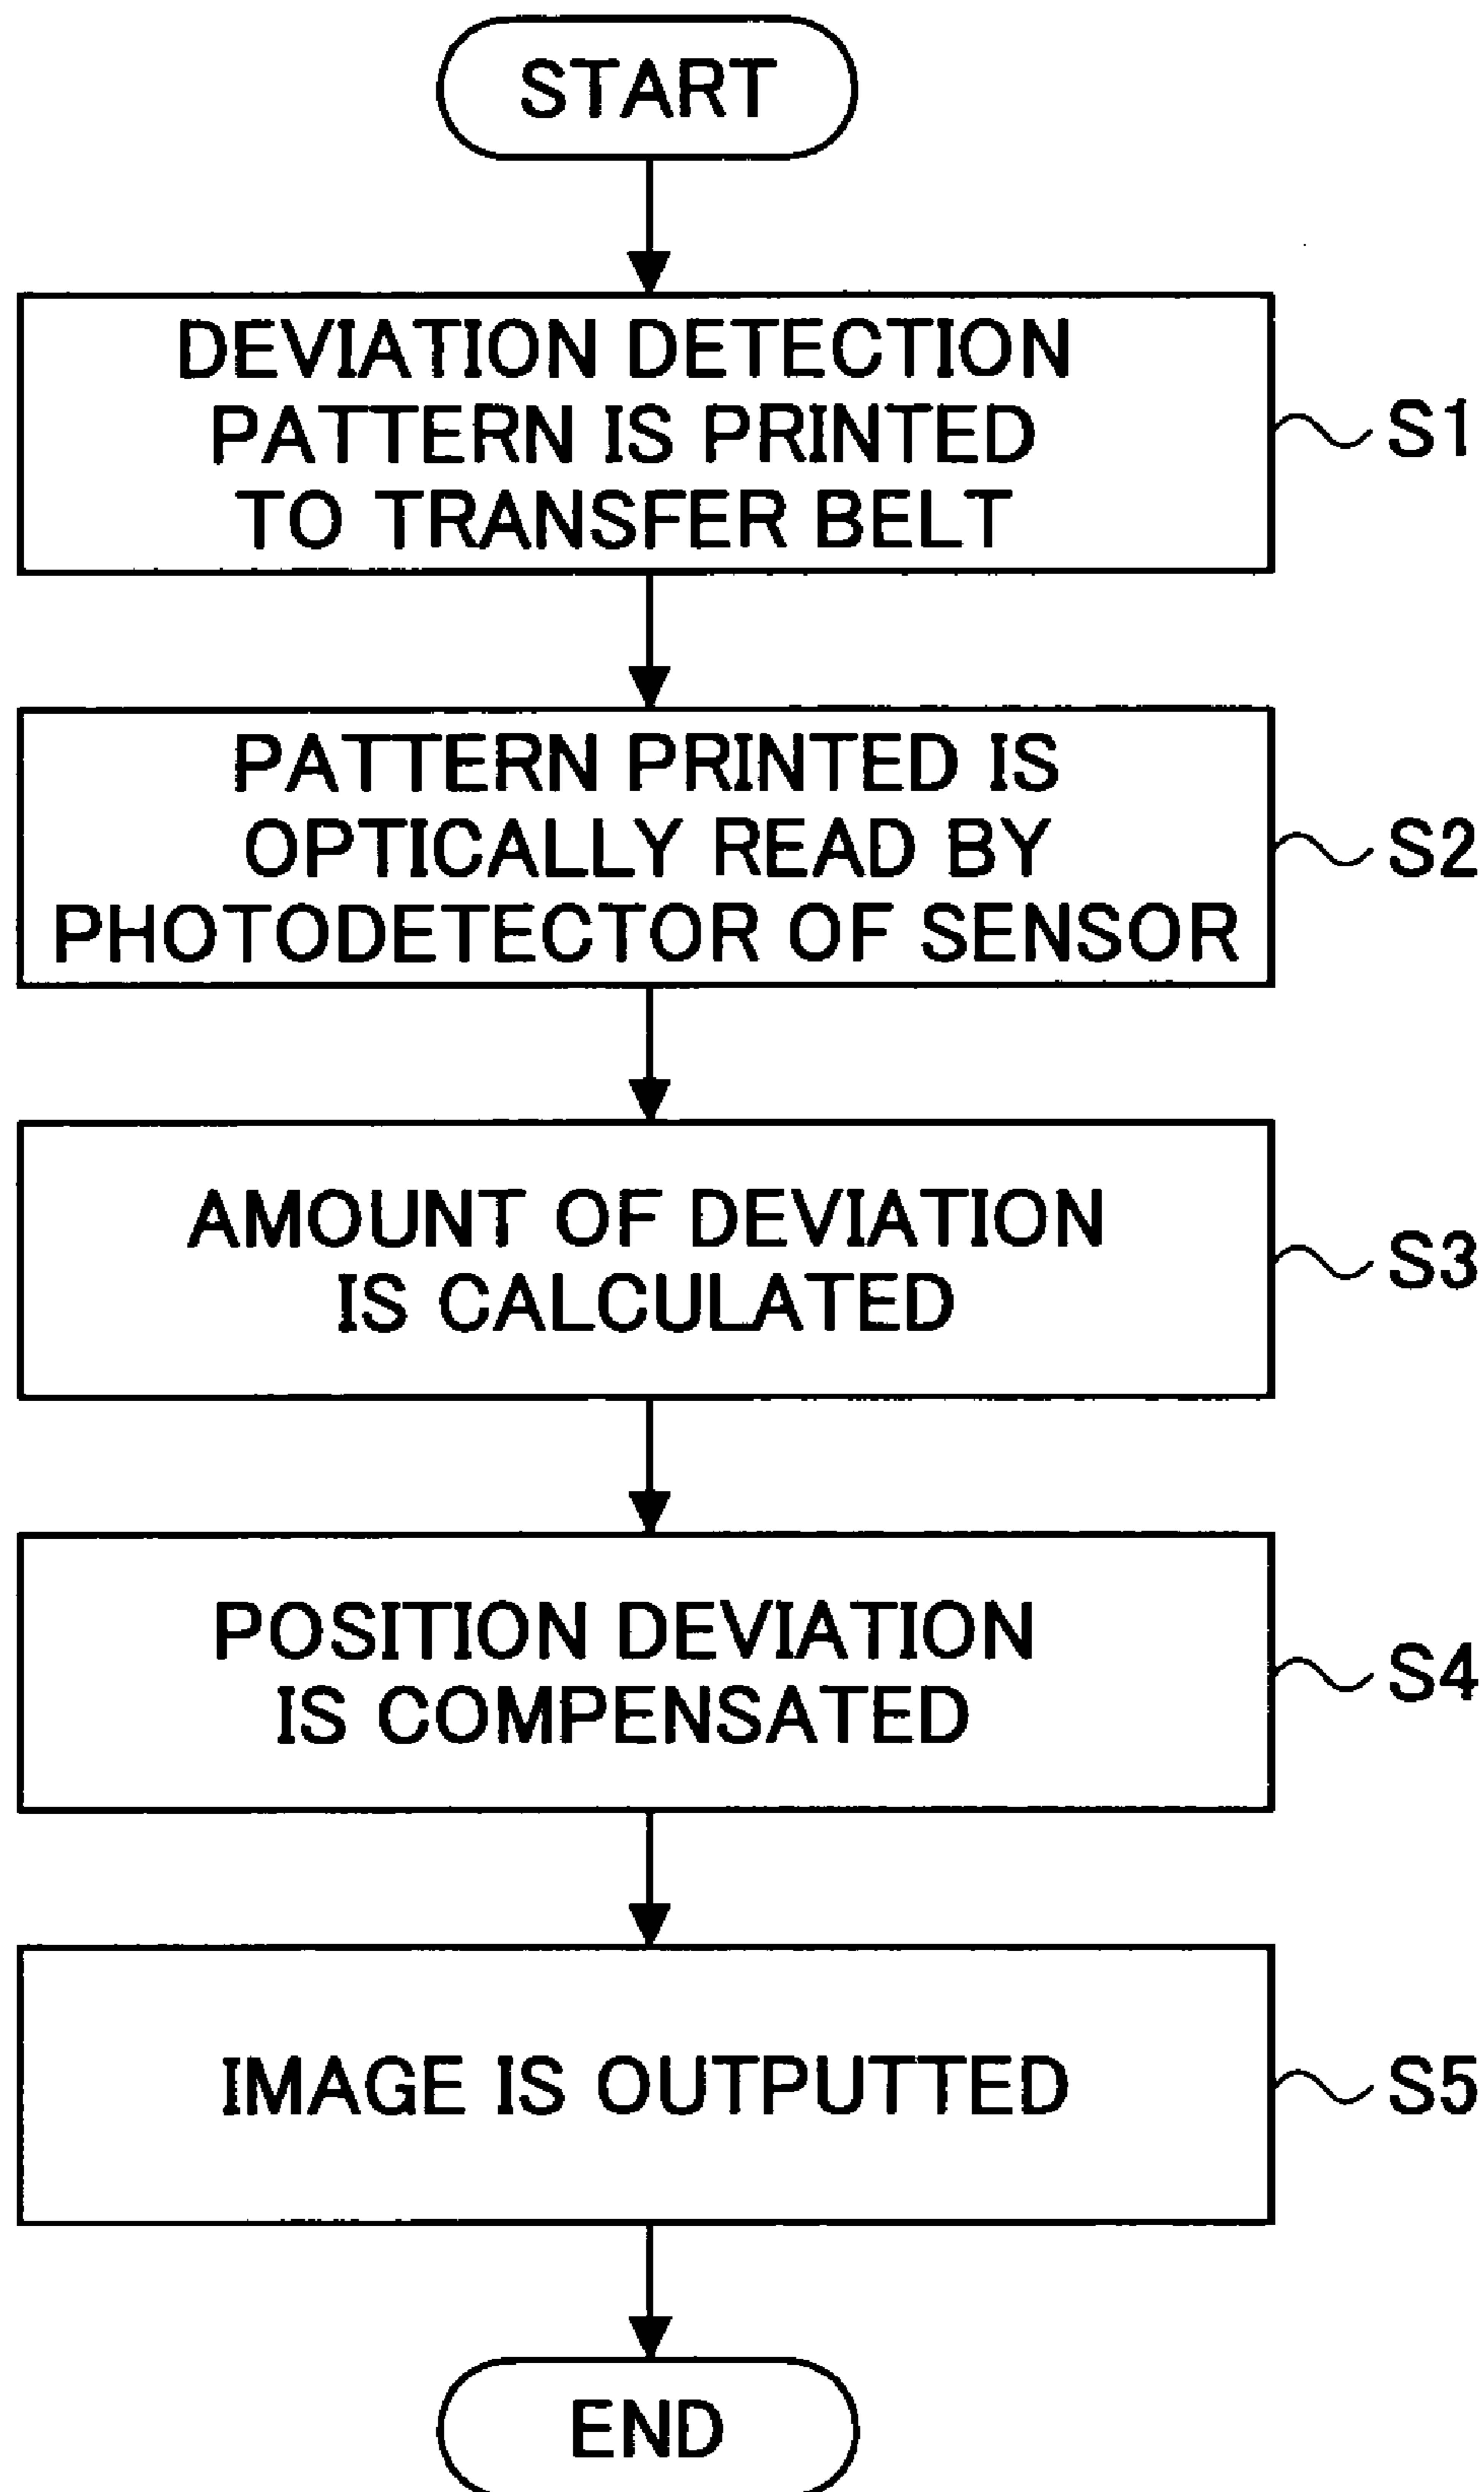 START
DEVIATION DETECTION
PATTERN IS PRINTED
TO TRANSFER BELT
S1
PATTERN PRINTED IS
OPTICALLY READ BY
PHOTODETECTOR OF SENSOR
S2
AMOUNT OF DEVIATION
IS CALCULATED
S3
POSITION DEVIATION
IS COMPENSATED
S4
IMAGE IS OUTPUTTED
S5
END